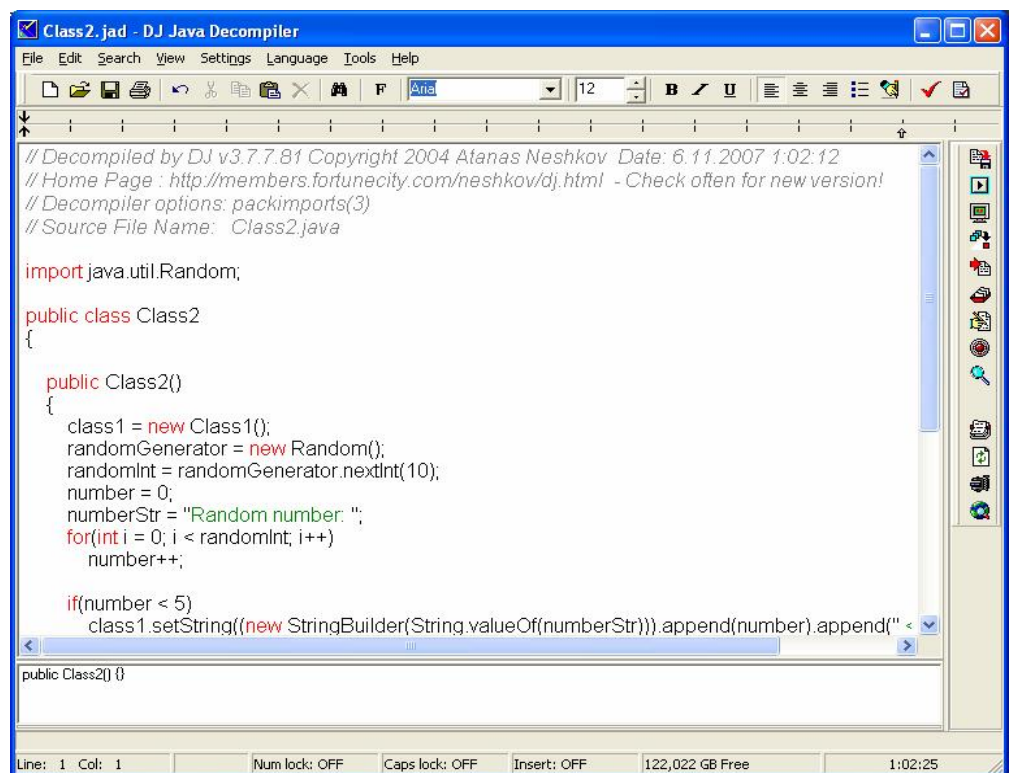 Class2.jad - DJ Java Decompiler
File Edit Search View Settings Language Tools Help
F Arial 12 B I U
// Decompiled by DJ v3.7.7.81 Copyright 2004 Atanas Neshkov  Date: 6.11.2007 1:02:12
// Home Page : http://members.fortunecity.com/neshkov/dj.html  - Check often for new version!
// Decompiler options: packimports(3)
// Source File Name:   Class2.java
import java.util.Random;
public class Class2
{
public Class2()
{
class1 = new Class1();
randomGenerator = new Random();
randomInt = randomGenerator.nextInt(10);
number = 0;
numberStr = "Random number: ";
for(int i = 0; i < randomInt; i++)
number++;
if(number < 5)
class1.setString((new StringBuilder(String.valueOf(numberStr))).append(number).append(" <
public Class2() {}
Line: 1 Col: 1 Num lock: OFF Caps lock: OFF Insert: OFF 122,022 GB Free 1:02:25